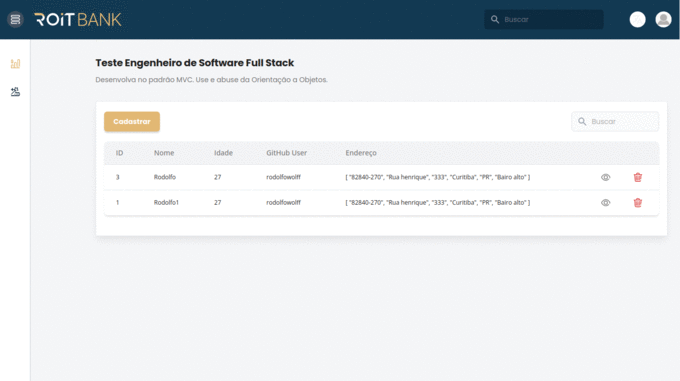 ROIT BANK
Buscar
Teste Engenheiro de Software Full Stack
Desenvolva no padrão MVC. Use e abuse da Orientação a Objetos.
Cadastrar
Buscar
ID Nome Idade GitHub User Endereço
3 Rodolfo 27 rodolfowolff [ "82840-270", "Rua henrique", "333", "Curitiba", "PR", "Bairo alto" ]
1 Rodolfo1 27 rodolfowolff [ "82840-270", "Rua henrique", "333", "Curitiba", "PR", "Bairo alto" ]